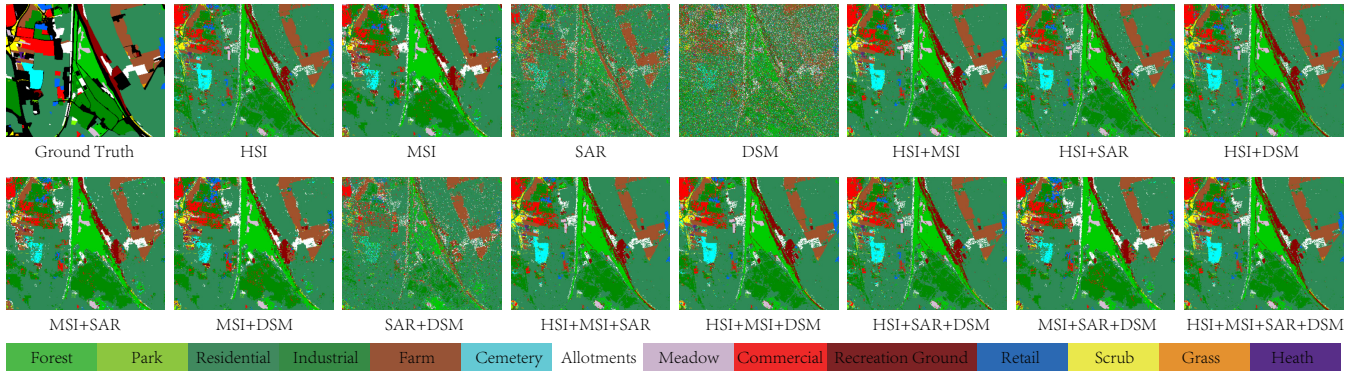 Ground Truth HSI MSI SAR DSM HSI+MSI HSI+SAR HSI+DSM
MSI+SAR MSI+DSM SAR+DSM HSI+MSI+SAR HSI+MSI+DSM HSI+SAR+DSM MSI+SAR+DSM HSI+MSI+SAR+DSM
Forest Park Residential Industrial Farm Cemetery Allotments Meadow Commercial Recreation Ground Retail Scrub Grass Heath